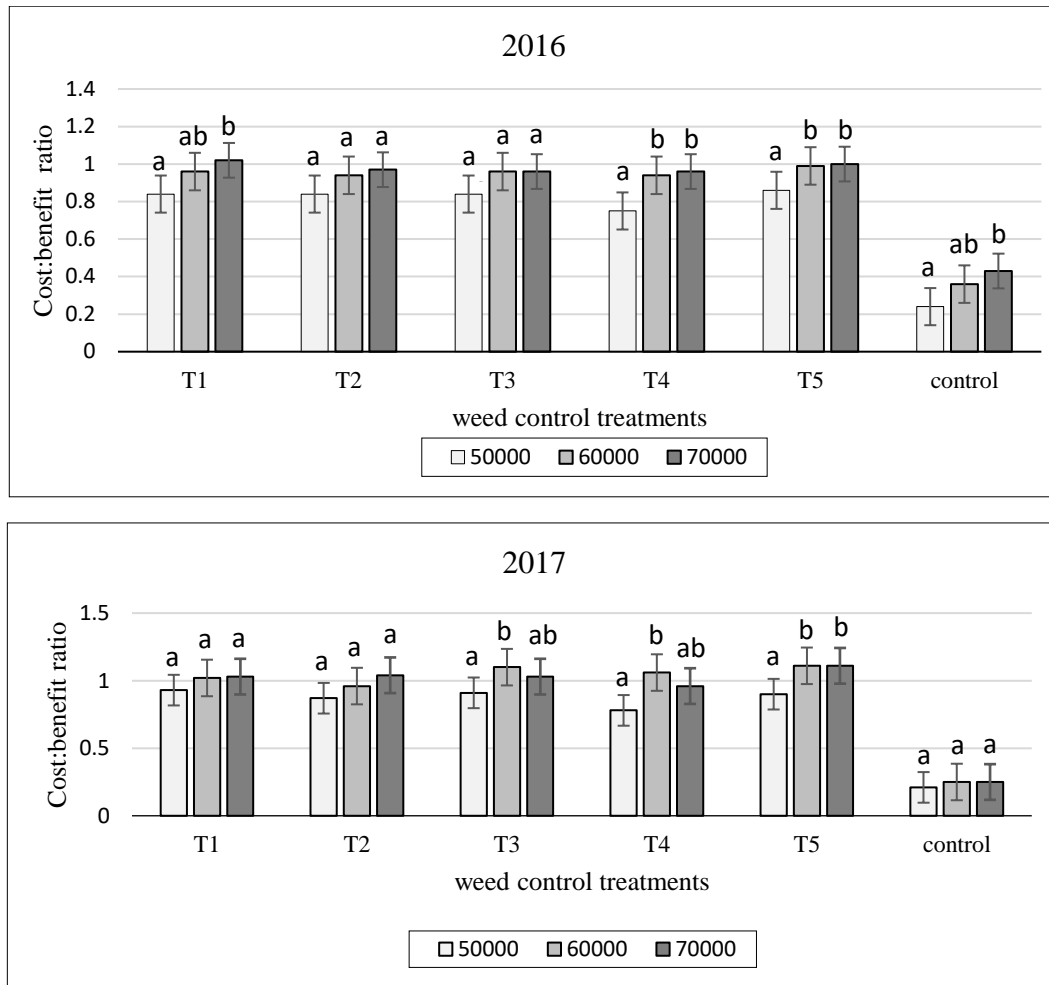 2016
Cost:benefit ratio
1.4
1.2
1
0.8
0.6
0.4
0.2
0
a ab b a a a a a a a b b a b b a ab b
T1 T2 T3 T4 T5 control
weed control treatments
50000 60000 70000
2017
Cost:benefit ratio
1.5
1
0.5
0
a a a a a a a b ab a b ab a b b a a a
T1 T2 T3 T4 T5 control
weed control treatments
50000 60000 70000